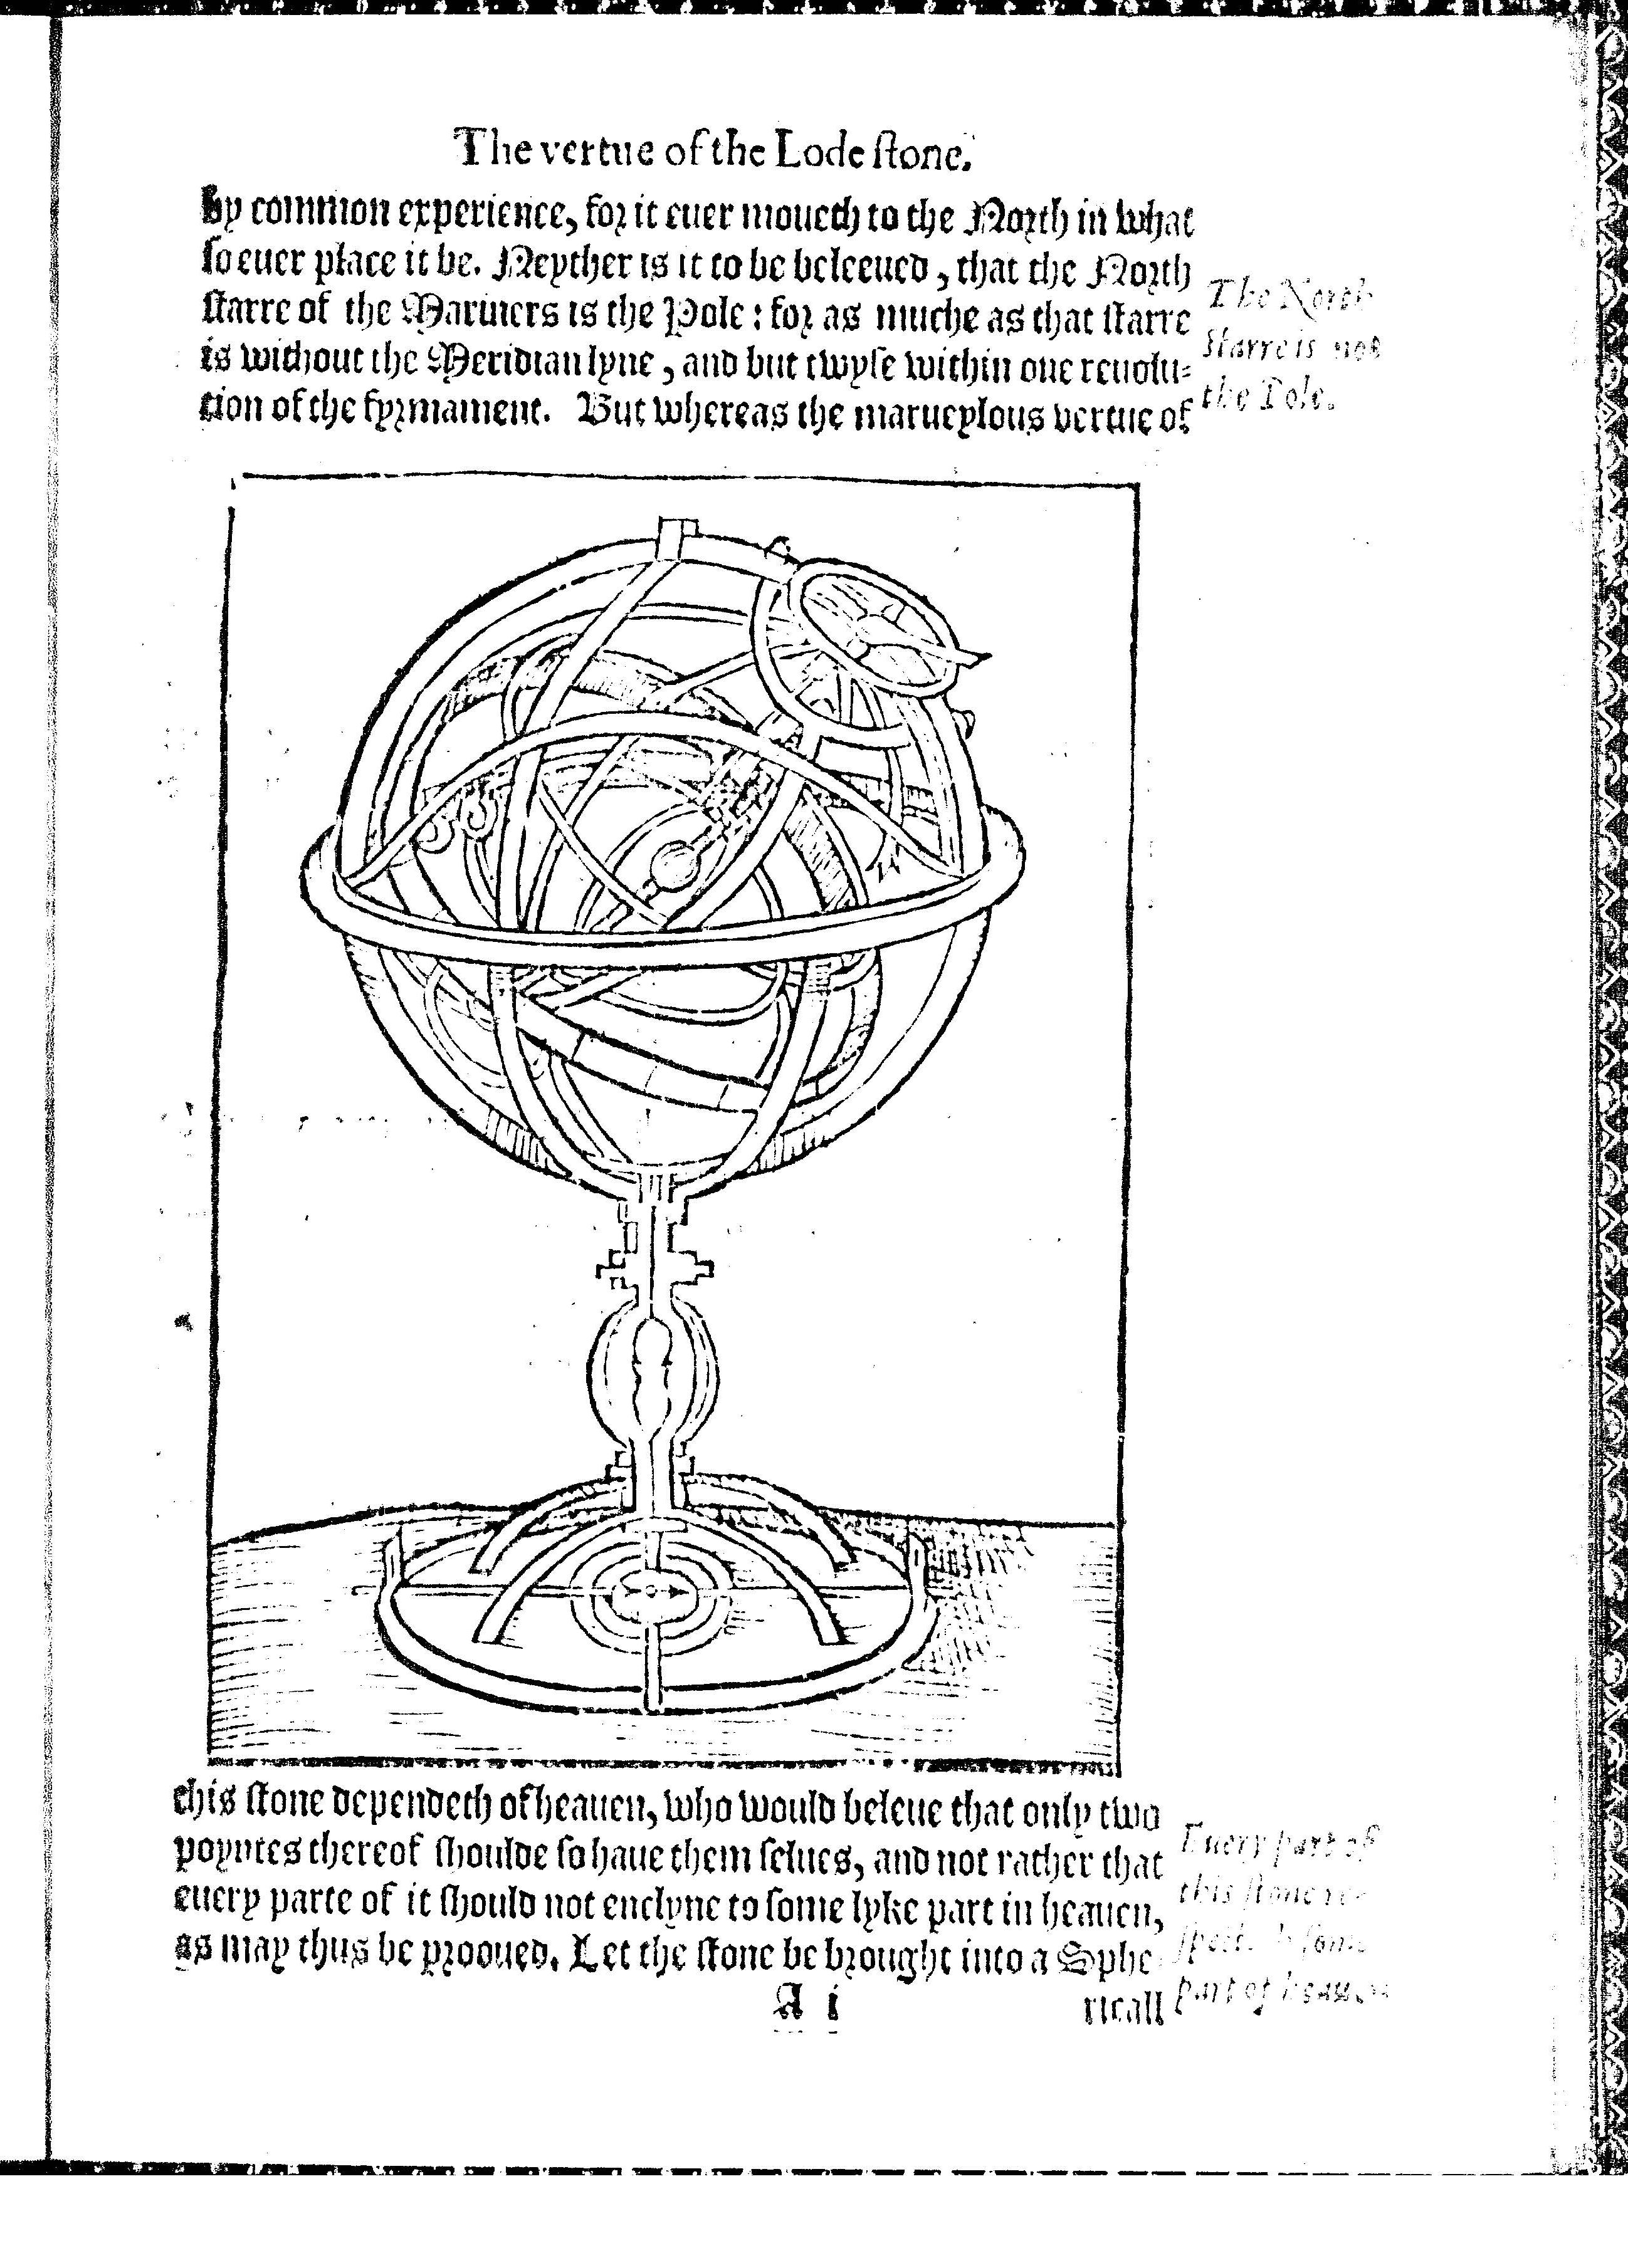 The vertue of the Lode ſtone.
by common experience, for it euer moueth to the North in what
ſo euer place it be. Neyther is it to be beleeued, that the North
ſtarre of the Mariners is the Pole: for as muche as that ſtarre
is without the Meridian lyne, and but twyſe within one reuolu-
tion of the fyrmament. But whereas the marueylous vertue of
The North
ſtarre is not
the Pole.
this ſtone dependeth of heauen, who would beleue that only two
poyntes thereof ſhoulde ſo haue them ſelues, and not rather that
euery parte of it ſhould not enclyne to ſome lyke part in heauen,
as may thus be prooued. Let the ſtone be brought into a Sphe
Euery part of
this ſtone re-
ſome
part of
A i
ricall